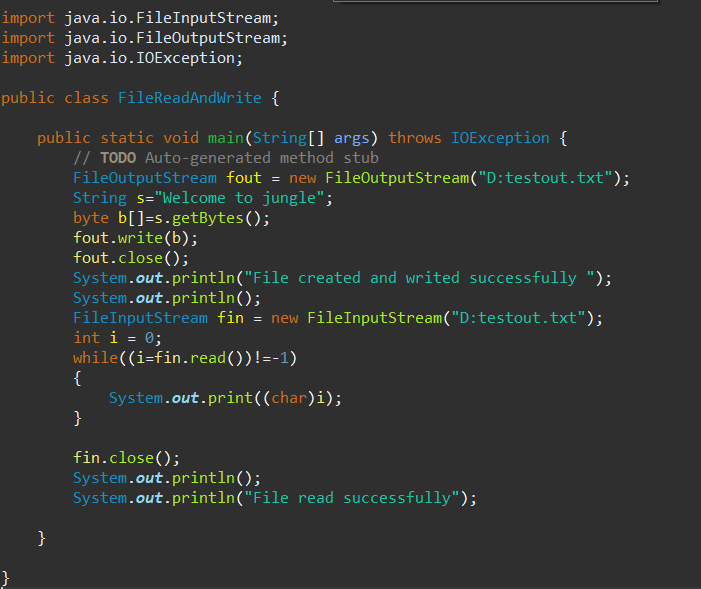 import java.io.FileInputStream;
import java.io.FileOutputStream;
import java.io.IOException;
public class FileReadAndWrite {
public static void main(String[] args) throws IOException {
// TODO Auto-generated method stub
FileOutputStream fout = new FileOutputStream("D:testout.txt");
String s="Welcome to jungle";
byte b[]=s.getBytes();
fout.write(b);
fout.close();
System.out.println("File created and writed successfully ");
System.out.println();
FileInputStream fin = new FileInputStream("D:testout.txt");
int i = 0;
while((i=fin.read())!=-1)
{
System.out.print((char)i);
}
fin.close();
System.out.println();
System.out.println("File read successfully");
}
}